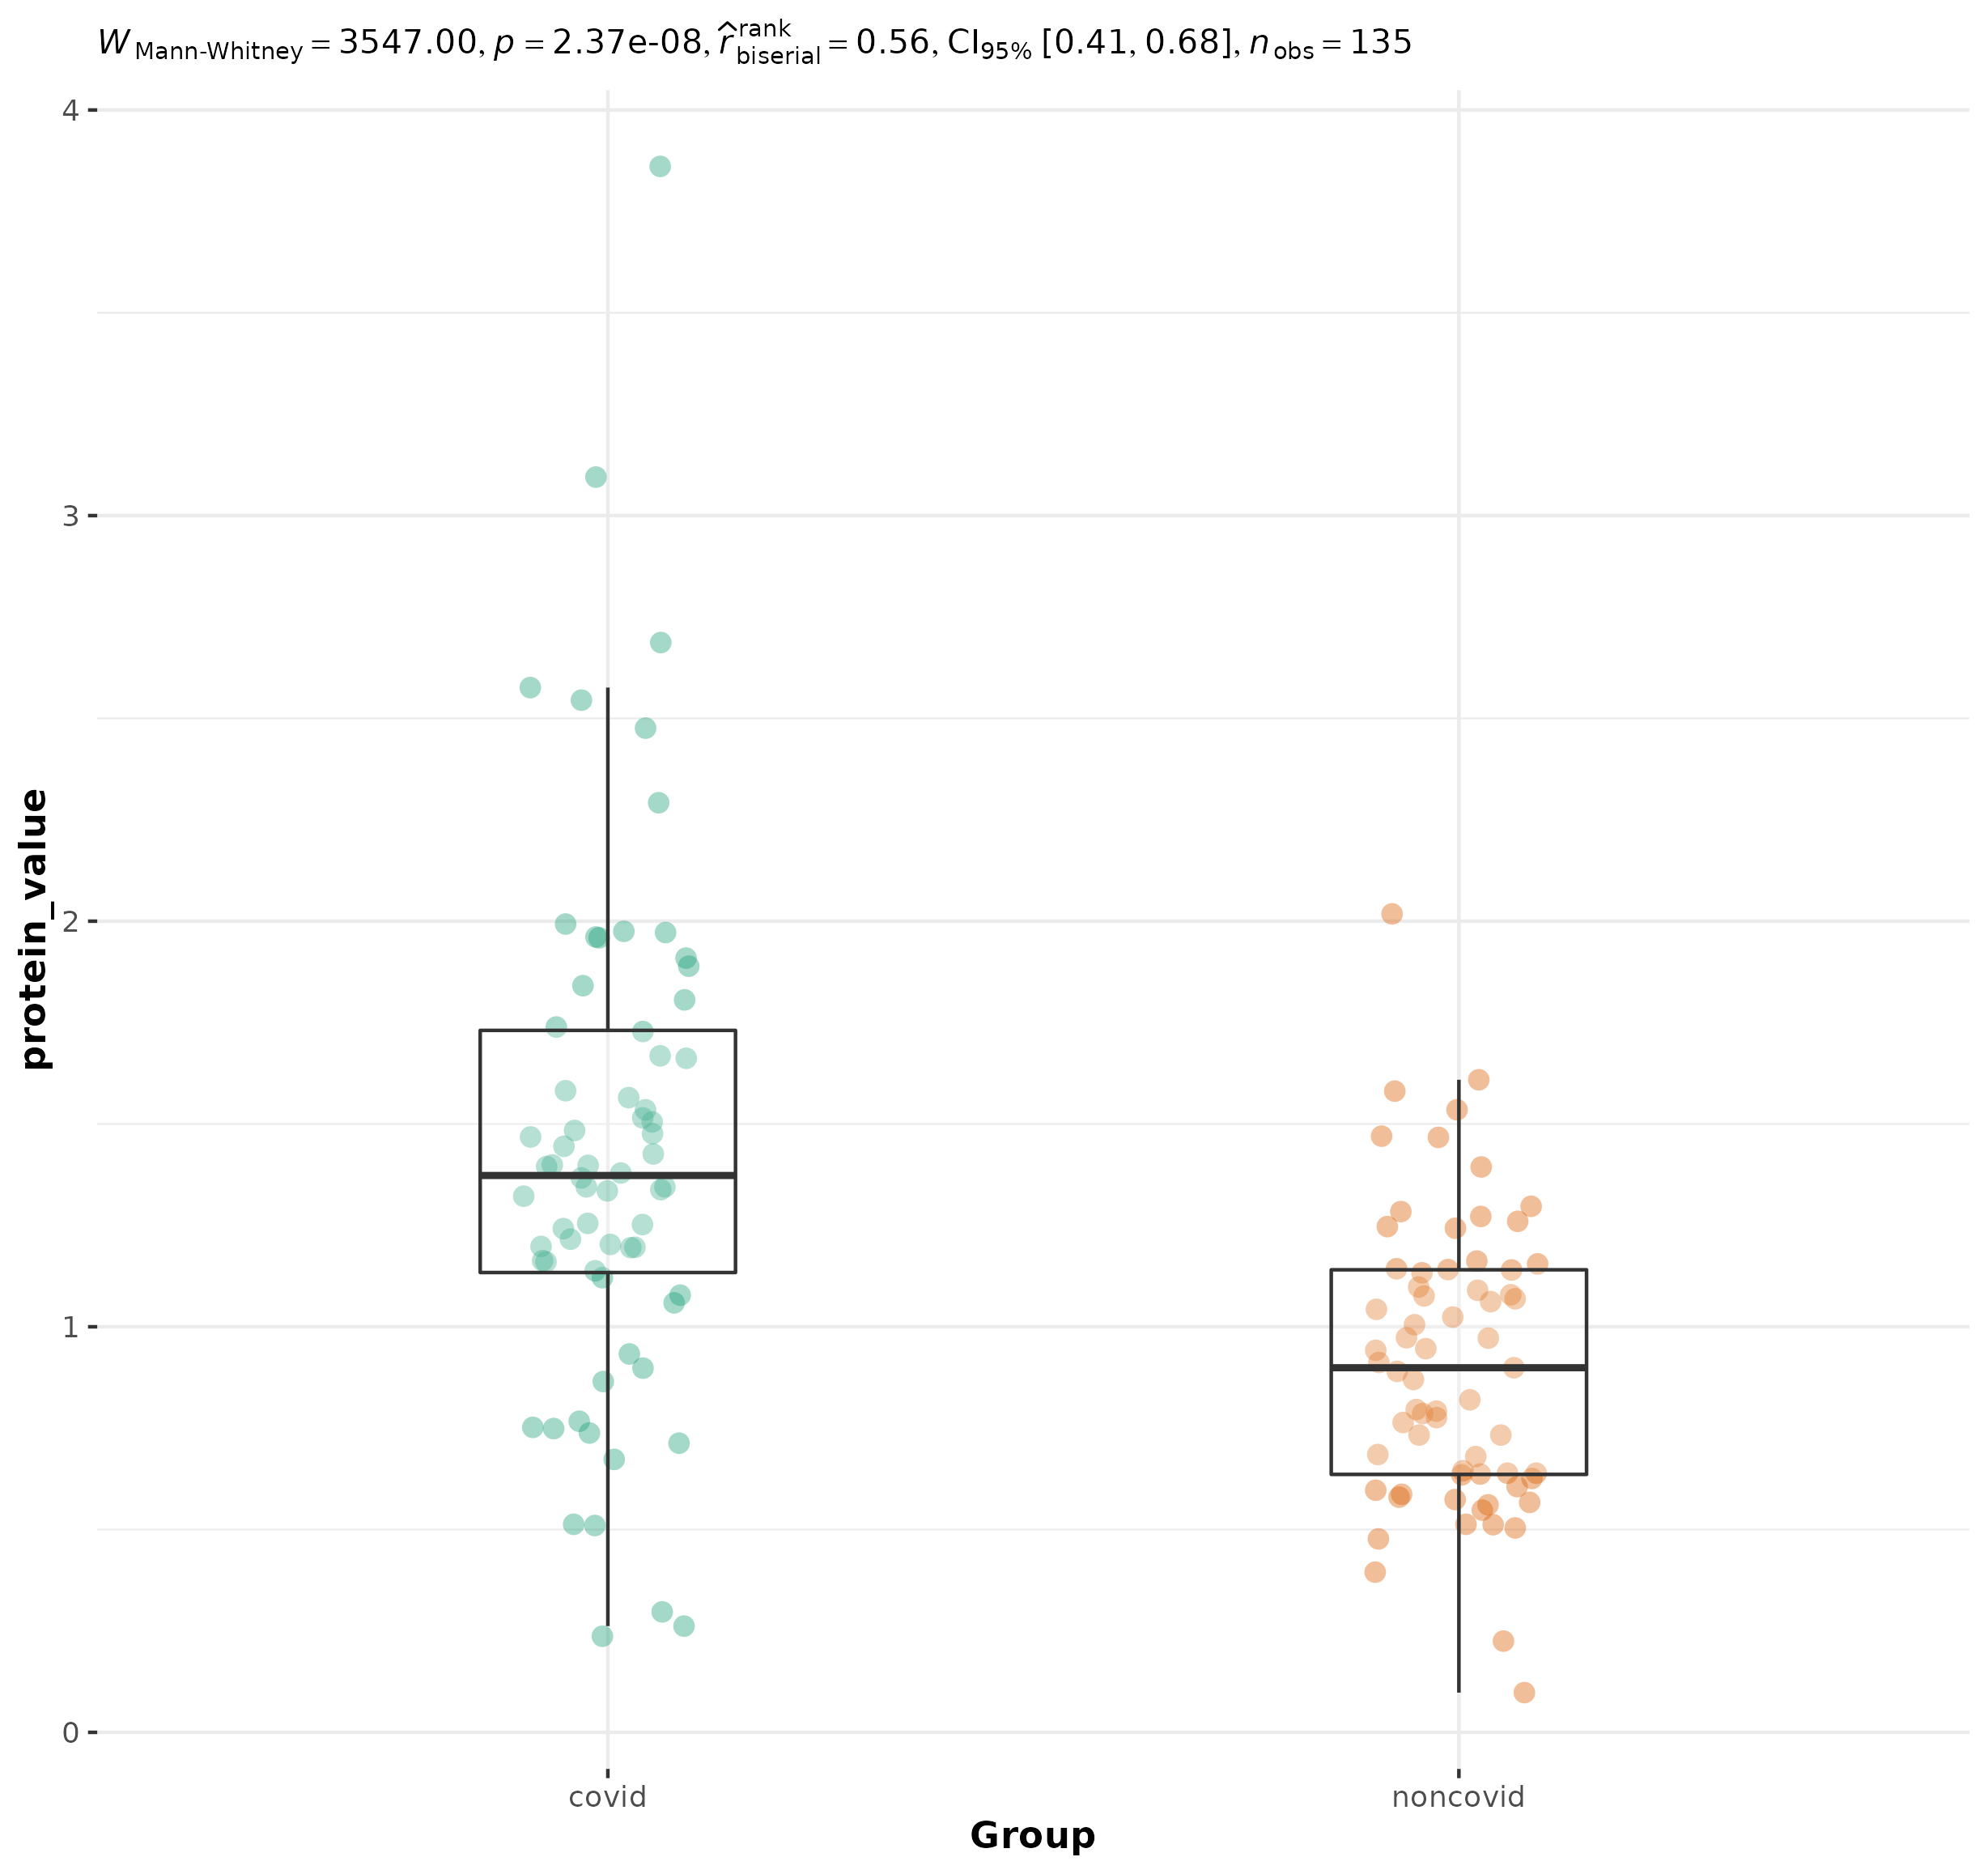 W Mann-Whitney = 3547.00, p = 2.37e-08, r̂ rank biserial = 0.56, CI95% [0.41, 0.68], nobs = 135
4
3
2
1
0
protein_value
covid noncovid
Group